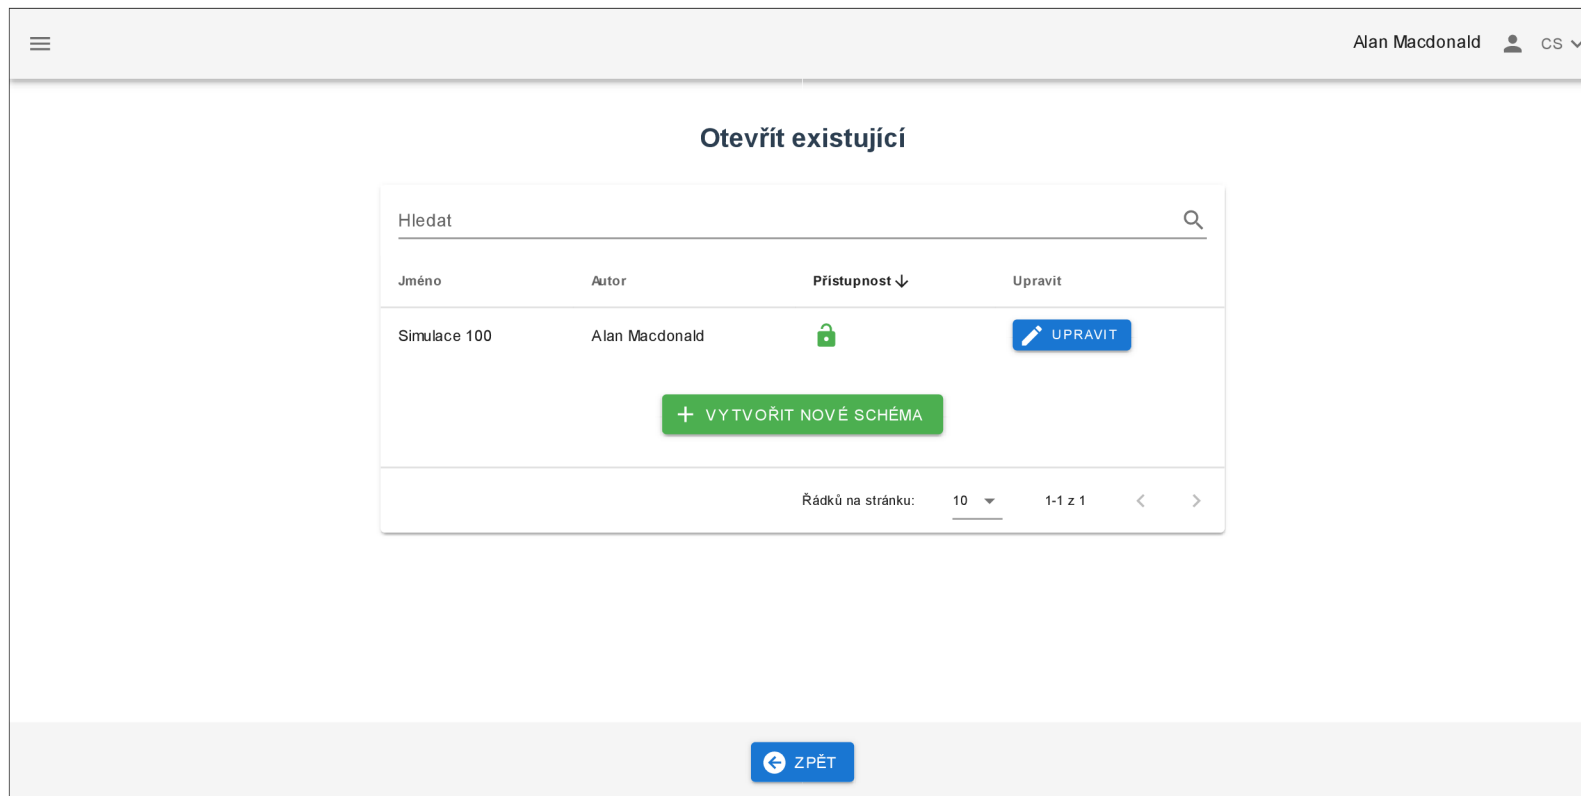 Alan Macdonald CS
Otevřít existující
Hledat
Jméno Autor Přístupnost Upravit
Simulace 100 Alan Macdonald UPRAVIT
VYTVOŘIT NOVÉ SCHÉMA
Řádků na stránku: 10 1-1 z 1
ZPĚT